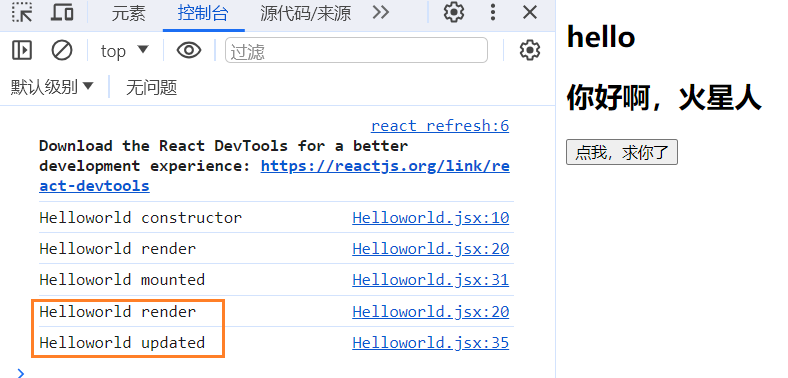 元素 控制台 源代码/来源
top 过滤
默认级别 无问题
react refresh:6
Download the React DevTools for a better
development experience: https://reactjs.org/link/re
act-devtools
Helloworld constructor Helloworld.jsx:10
Helloworld render Helloworld.jsx:20
Helloworld mounted Helloworld.jsx:31
Helloworld render Helloworld.jsx:20
Helloworld updated Helloworld.jsx:35
hello
你好啊，火星人
点我，求你了